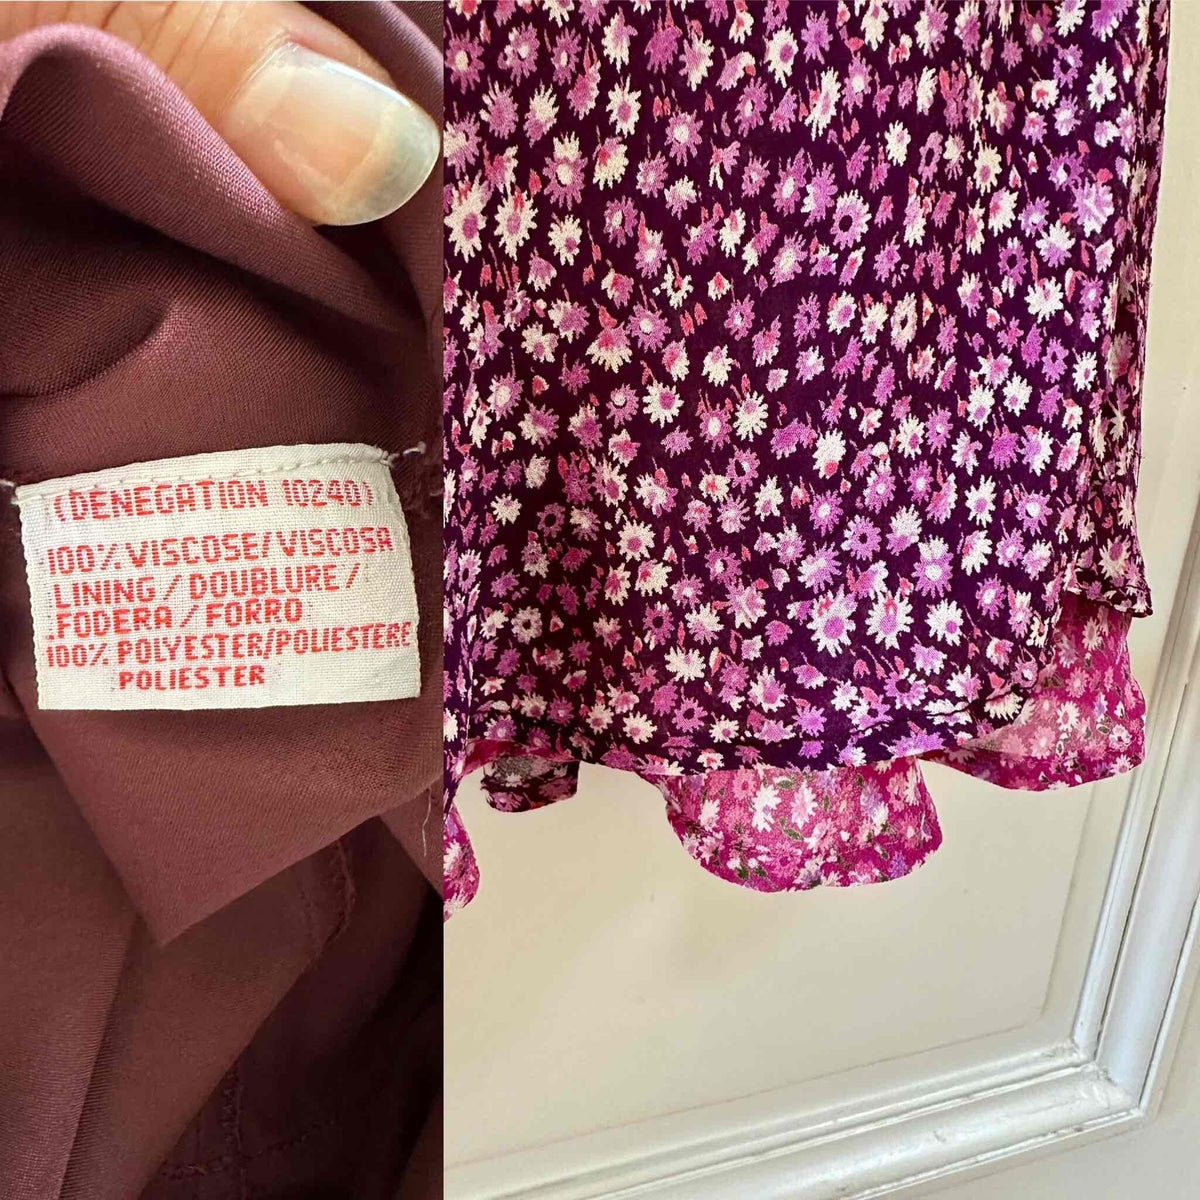 (DENEGATION 10240)
100% VISCOSE/VISCOSA
LINING/DOUBLURE/
FODERA/FORRO
100% POLYESTER/POLIESTERE
POLIESTER